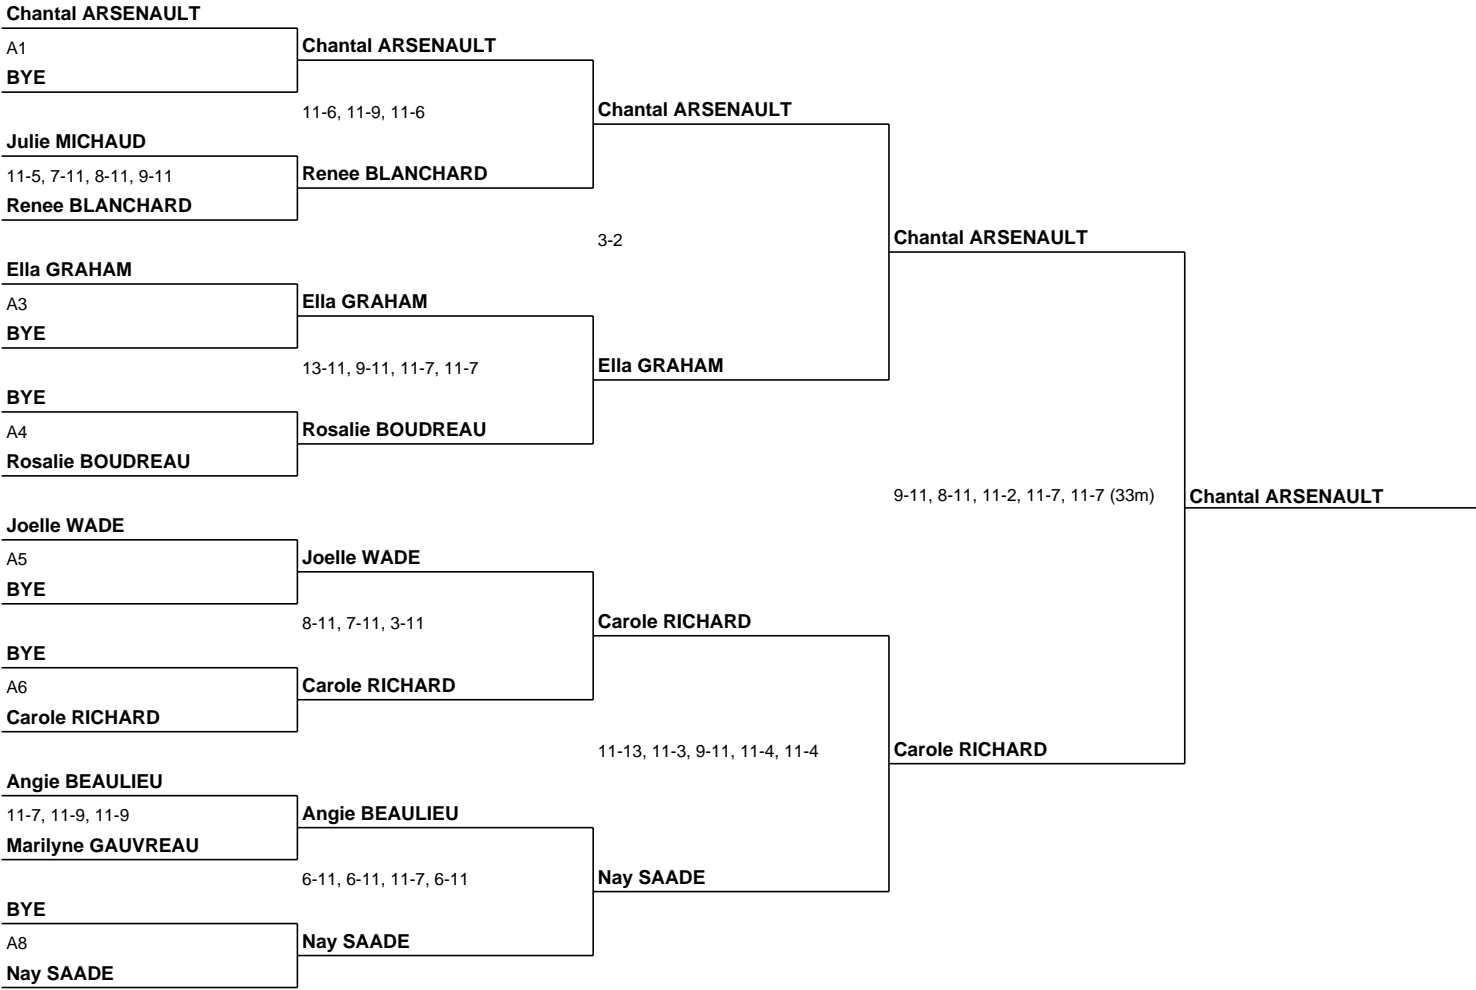 Chantal ARSENAULT
A1
BYE
Julie MICHAUD
11-5, 7-11, 8-11, 9-11
Renee BLANCHARD
Ella GRAHAM
A3
BYE
BYE
A4
Rosalie BOUDREAU
Joelle WADE
A5
BYE
BYE
A6
Carole RICHARD
Angie BEAULIEU
11-7, 11-9, 11-9
Marilyne GAUVREAU
BYE
A8
Nay SAADE
Chantal ARSENAULT
11-6, 11-9, 11-6
Renee BLANCHARD
Ella GRAHAM
13-11, 9-11, 11-7, 11-7
Rosalie BOUDREAU
Joelle WADE
8-11, 7-11, 3-11
Carole RICHARD
Angie BEAULIEU
6-11, 6-11, 11-7, 6-11
Nay SAADE
Chantal ARSENAULT
3-2
Ella GRAHAM
Carole RICHARD
11-13, 11-3, 9-11, 11-4, 11-4
Nay SAADE
Chantal ARSENAULT
9-11, 8-11, 11-2, 11-7, 11-7 (33m)
Carole RICHARD
Chantal ARSENAULT